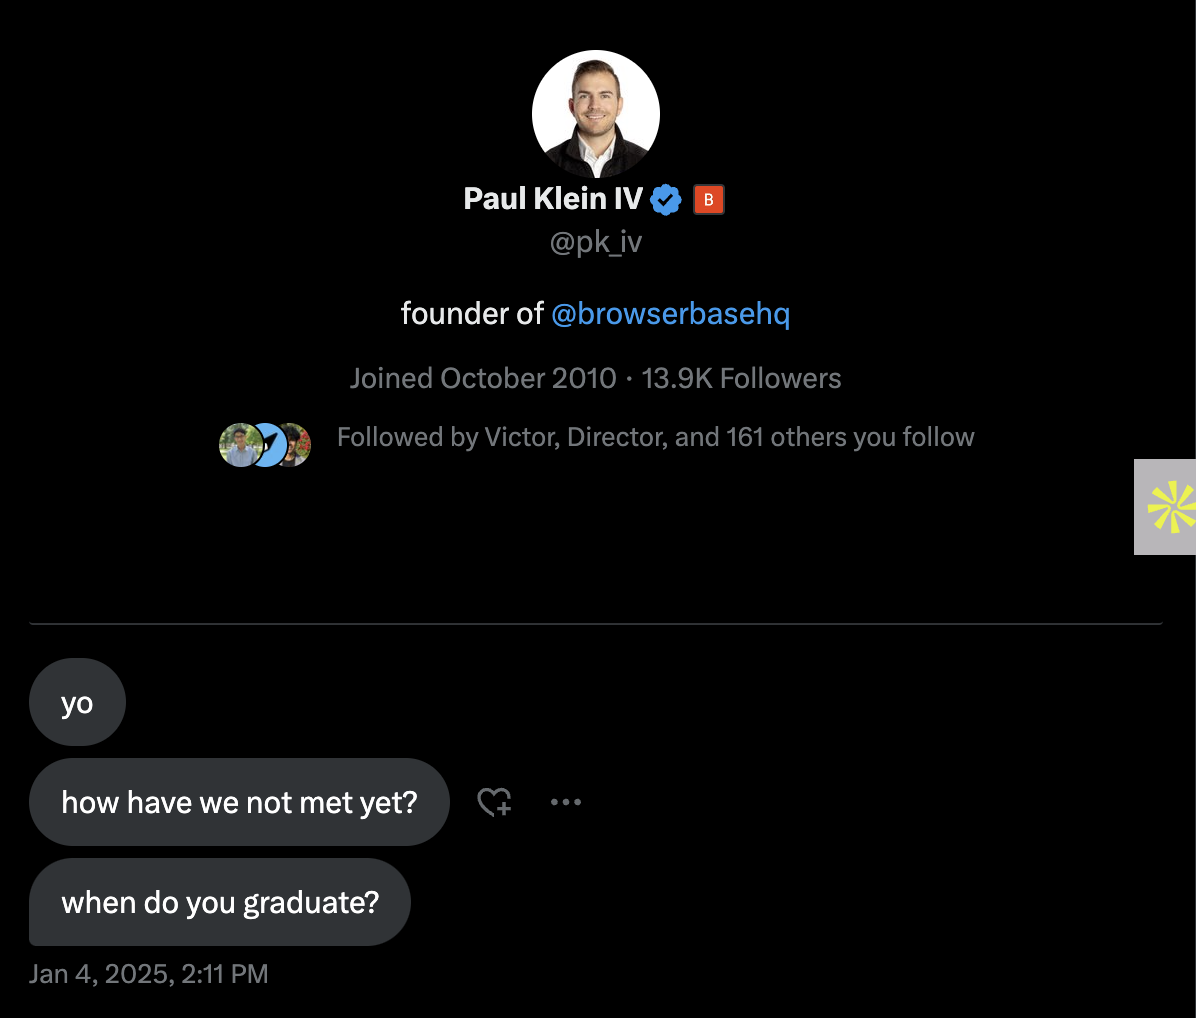 Paul Klein IV B
@pk_iv
founder of @browserbasehq
Joined October 2010 · 13.9K Followers
Followed by Victor, Director, and 161 others you follow
yo
how have we not met yet?
when do you graduate?
Jan 4, 2025, 2:11 PM